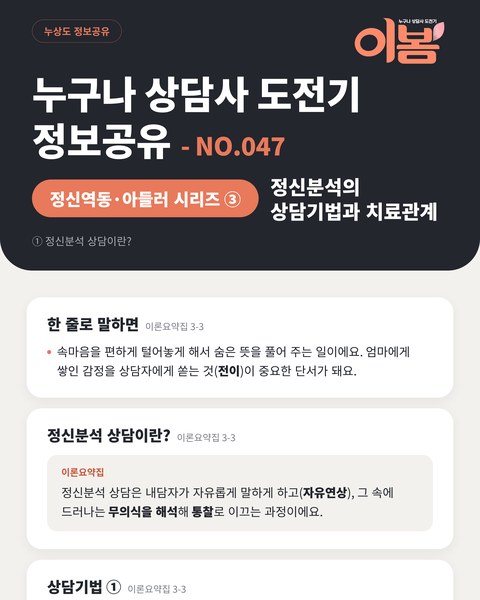 누상도 정보공유
누구나 상담사 도전기
이봄
누구나 상담사 도전기
정보공유 - NO.047
정신역동·아들러 시리즈 ③
정신분석의
상담기법과 치료관계
① 정신분석 상담이란?
한 줄로 말하면 이론요약집 3-3
• 속마음을 편하게 털어놓게 해서 숨은 뜻을 풀어 주는 일이에요. 엄마에게
쌓인 감정을 상담자에게 쏟는 것(전이)이 중요한 단서가 돼요.
정신분석 상담이란? 이론요약집 3-3
이론요약집
정신분석 상담은 내담자가 자유롭게 말하게 하고(자유연상), 그 속에
드러나는 무의식을 해석해 통찰로 이끄는 과정이에요.
상담기법 ① 이론요약집 3-3